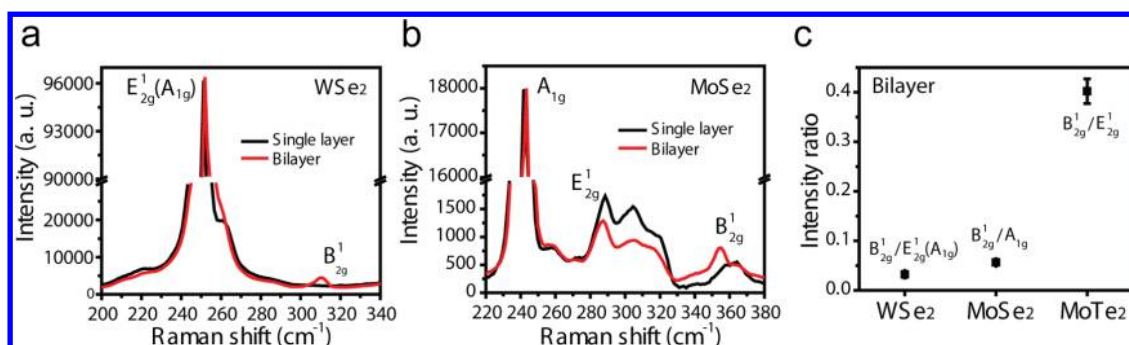 a
E¹₂g(A₁g)
WSe₂
Single layer
Bilayer
B¹₂g
Intensity (a. u.)
96000
93000
90000
20000
10000
0
200 220 240 260 280 300 320 340
Raman shift (cm⁻¹)
b
A₁g
MoSe₂
Single layer
Bilayer
E¹₂g
B¹₂g
Intensity (a. u.)
18000
17000
16000
1500
1000
500
0
220 240 260 280 300 320 340 360 380
Raman shift (cm⁻¹)
c
Bilayer
B¹₂g/E¹₂g
B¹₂g/E¹₂g(A₁g)
B¹₂g/A₁g
Intensity ratio
0.4
0.3
0.2
0.1
0.0
WSe₂ MoSe₂ MoTe₂